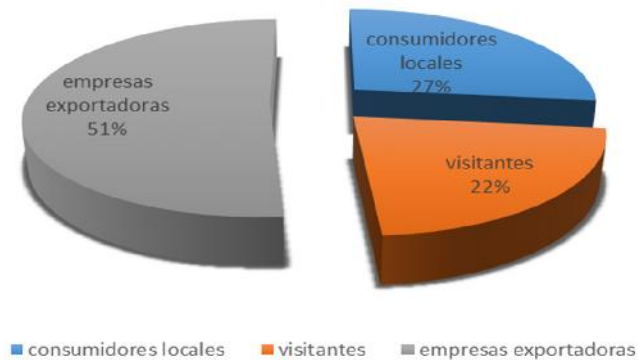 consumidores
locales
27%
empresas
exportadoras
51%
visitantes
22%
consumidores locales visitantes empresas exportadoras